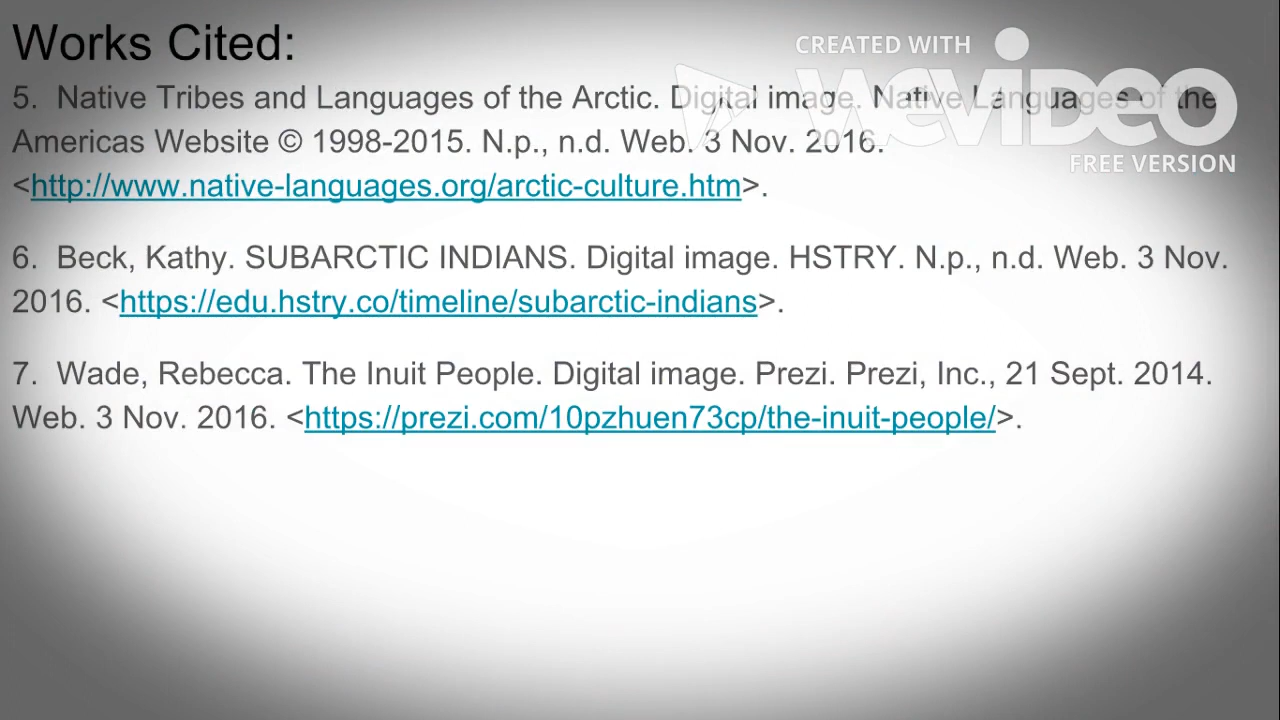 Works Cited:
CREATED WITH
WEVIDEO
FREE VERSION
5. Native Tribes and Languages of the Arctic. Digital image. Native Languages of the
Americas Website © 1998-2015. N.p., n.d. Web. 3 Nov. 2016.
<http://www.native-languages.org/arctic-culture.htm>.
6. Beck, Kathy. SUBARCTIC INDIANS. Digital image. HSTRY. N.p., n.d. Web. 3 Nov.
2016. <https://edu.hstry.co/timeline/subarctic-indians>.
7. Wade, Rebecca. The Inuit People. Digital image. Prezi. Prezi, Inc., 21 Sept. 2014.
Web. 3 Nov. 2016. <https://prezi.com/10pzhuen73cp/the-inuit-people/>.